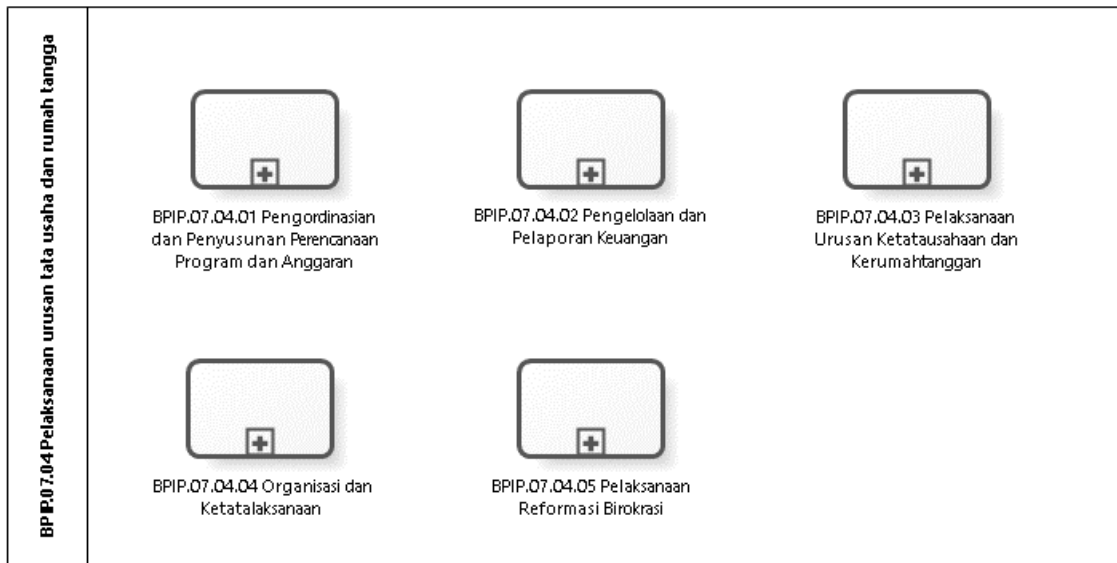 BPIP.07.04 Pelaksanaan urusan tata usaha dan rumah tangga
BPIP.07.04.01 Pengordinasian
dan Penyusunan Perencanaan
Program dan Anggaran
BPIP.07.04.02 Pengelolaan dan
Pelaporan Keuangan
BPIP.07.04.03 Pelaksanaan
Urusan Ketatausahaan dan
Kerumahtanggan
BPIP.07.04.04 Organisasi dan
Ketatalaksanaan
BPIP.07.04.05 Pelaksanaan
Reformasi Birokrasi